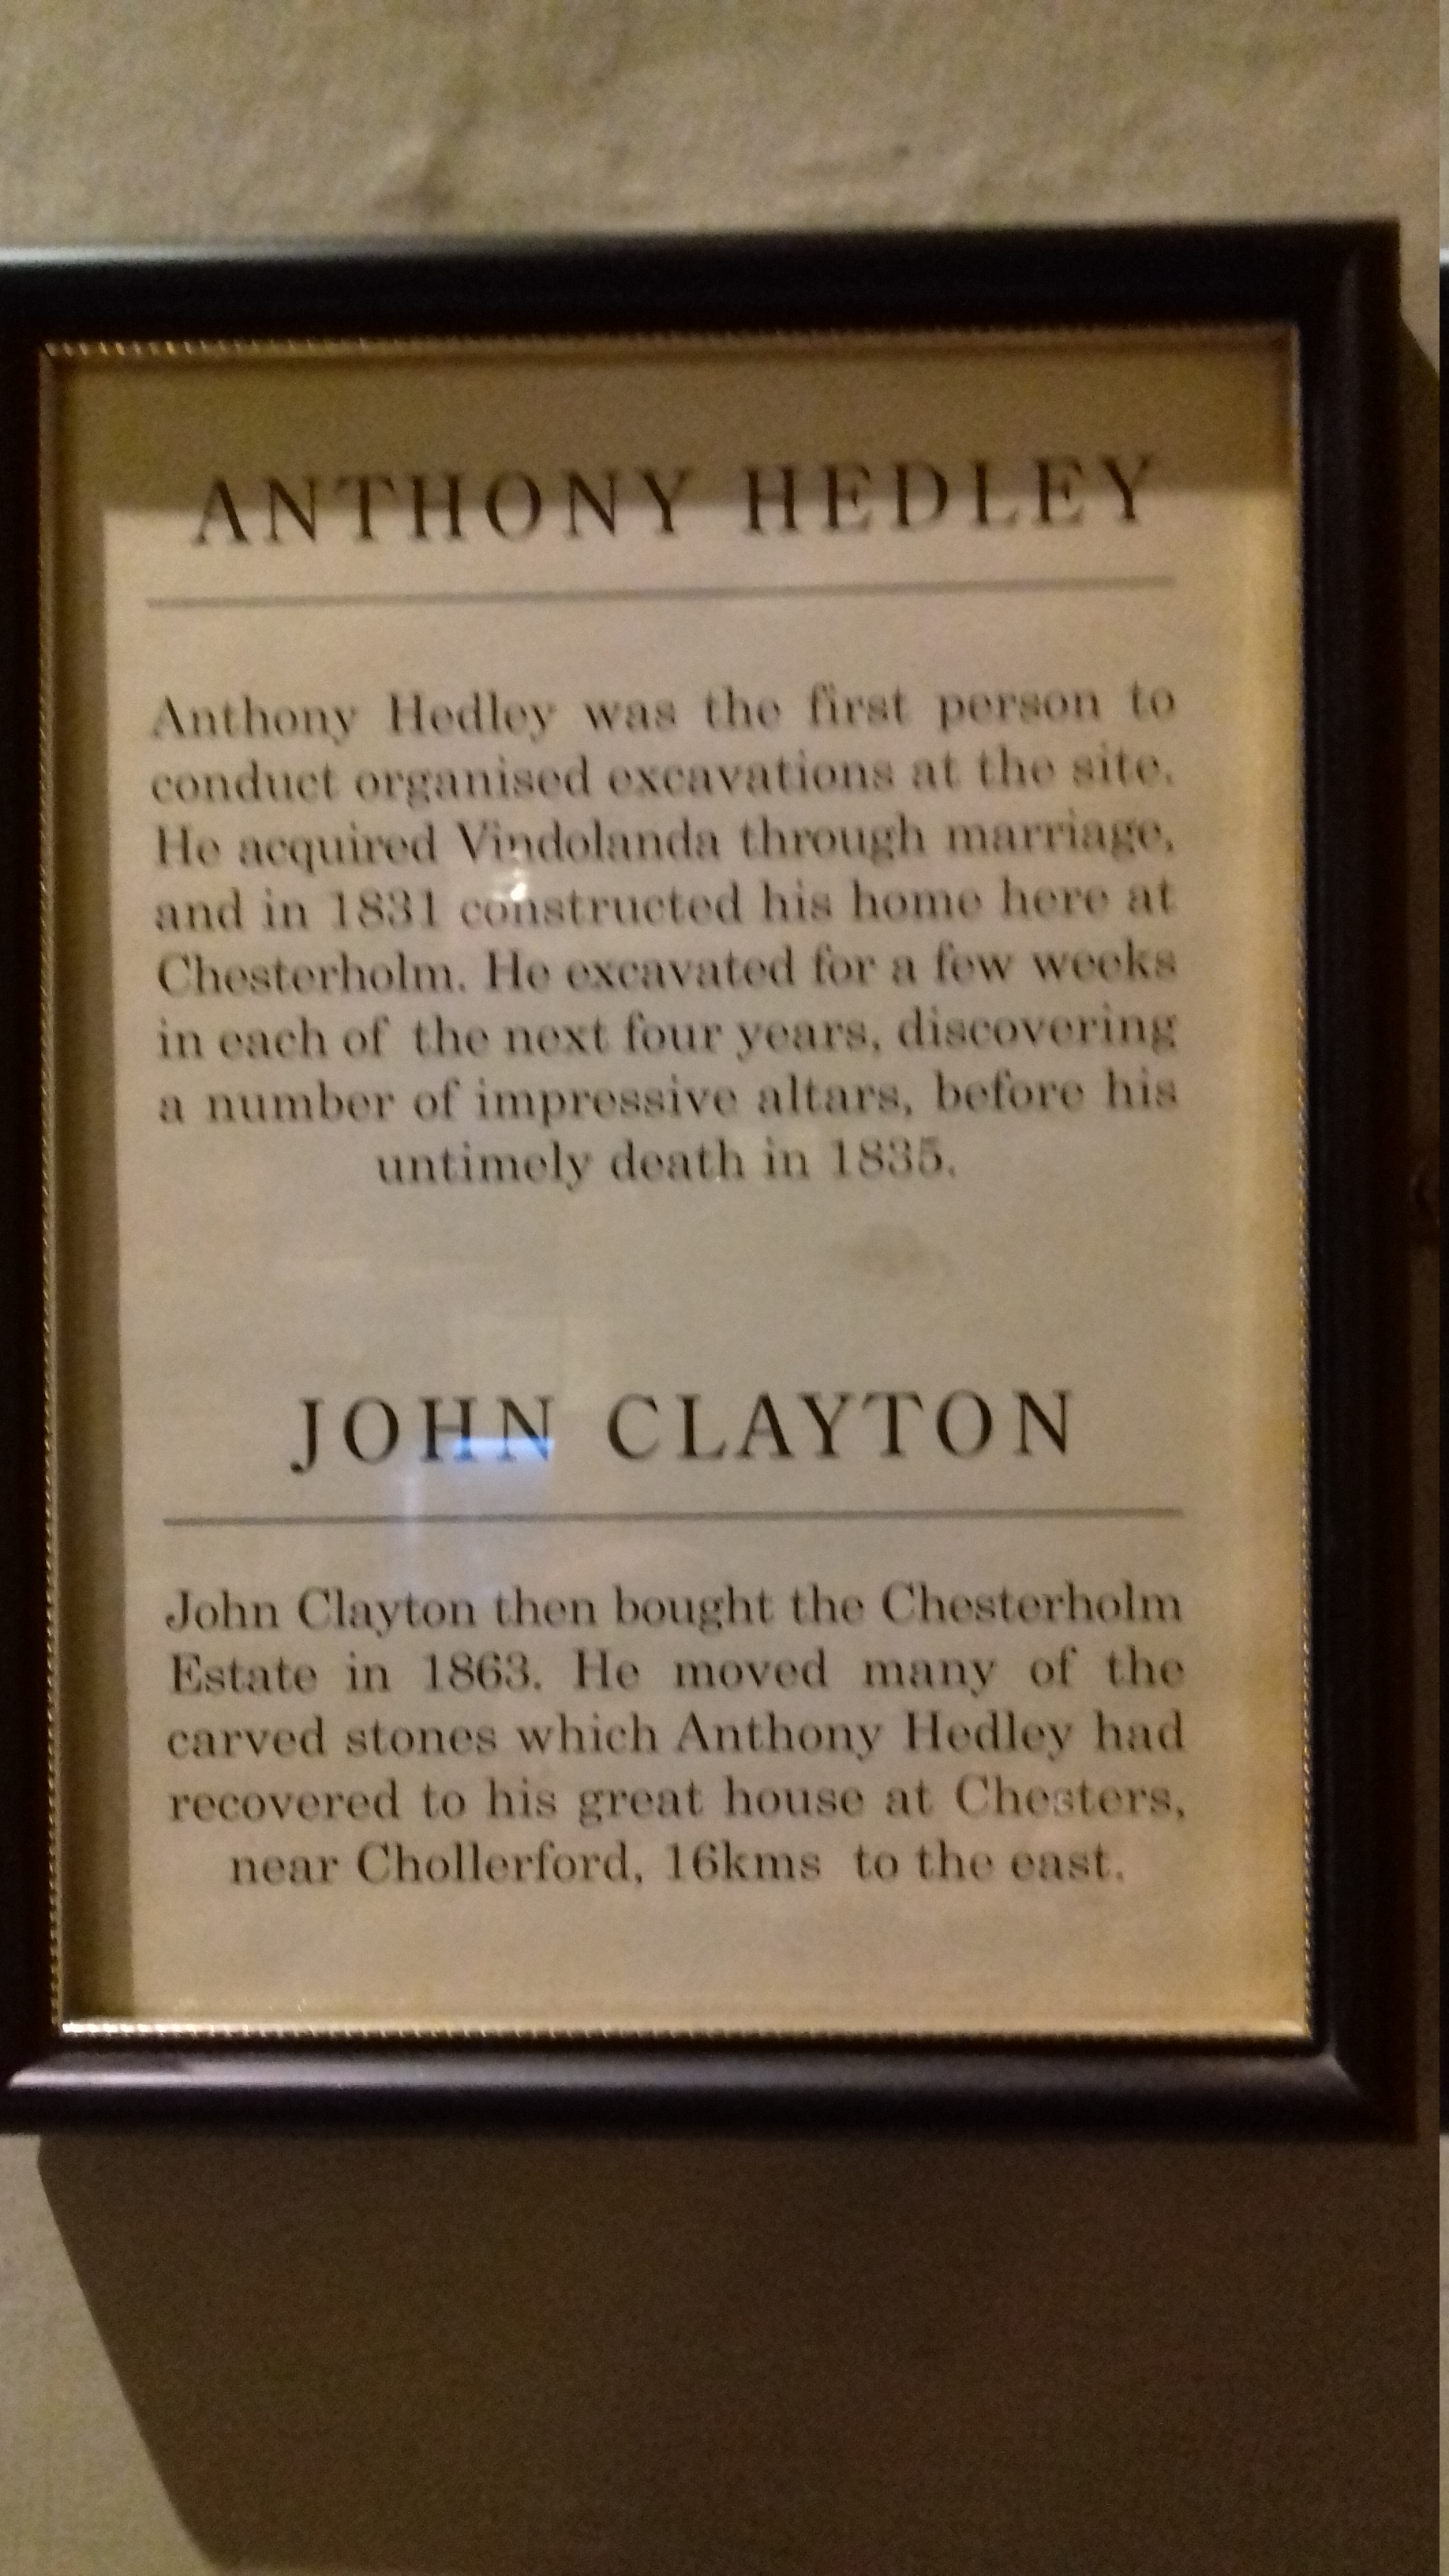 ANTHONY HEDLEY
Anthony Hedley was the first person to
conduct organised excavations at the site.
He acquired Vindolanda through marriage,
and in 1831 constructed his home here at
Chesterholm. He excavated for a few weeks
in each of the next four years, discovering
a number of impressive altars, before his
untimely death in 1835.
JOHN CLAYTON
John Clayton then bought the Chesterholm
Estate in 1863. He moved many of the
carved stones which Anthony Hedley had
recovered to his great house at Chesters,
near Chollerford, 16kms to the east.